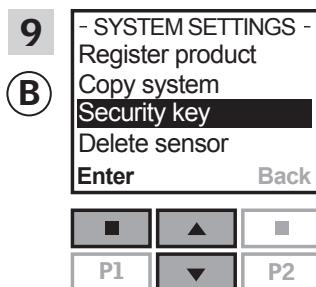 9
B
- SYSTEM SETTINGS -
Register product
Copy system
Security key
Delete sensor
Enter Back
P1 P2